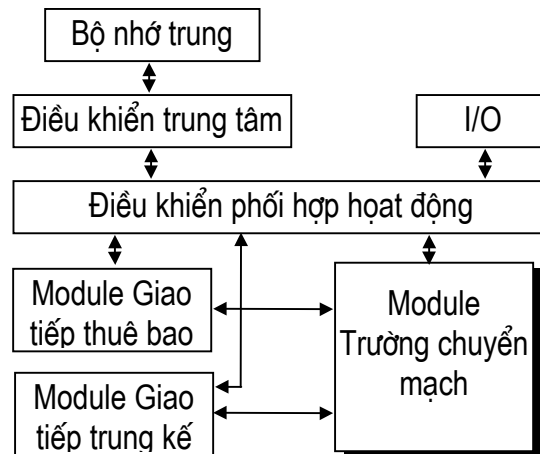 Bộ nhớ trung
Điều khiển trung tâm
I/O
Điều khiển phối hợp họat động
Module Giao
tiếp thuê bao
Module
Trường chuyển
mạch
Module Giao
tiếp trung kế